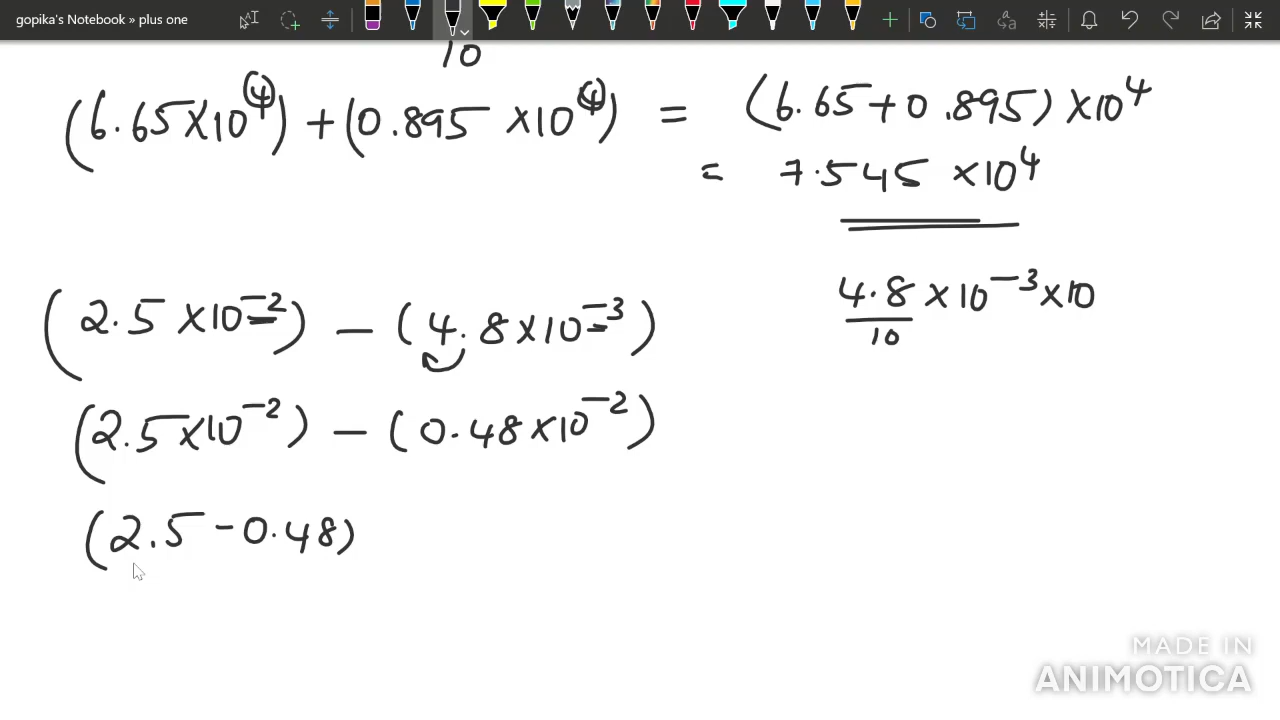 gopika's Notebook » plus one
10
(6.65×10⁴) + (0.895 ×10⁴) = (6.65+0.895) ×10⁴
= 7.545 ×10⁴
4.8/10 ×10⁻³×10
(2.5 ×10⁻²) – (4.8×10⁻³)
(2.5×10⁻²) – (0.48×10⁻²)
(2.5 -0.48)
MADE IN
ANIMOTICA